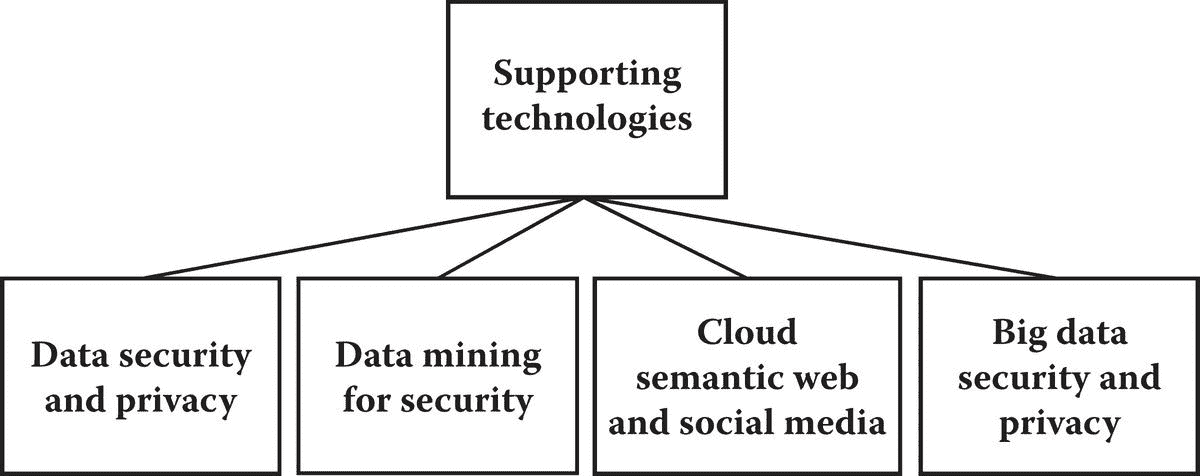 Supporting
technologies
Data security
and privacy
Data mining
for security
Cloud
semantic web
and social media
Big data
security and
privacy